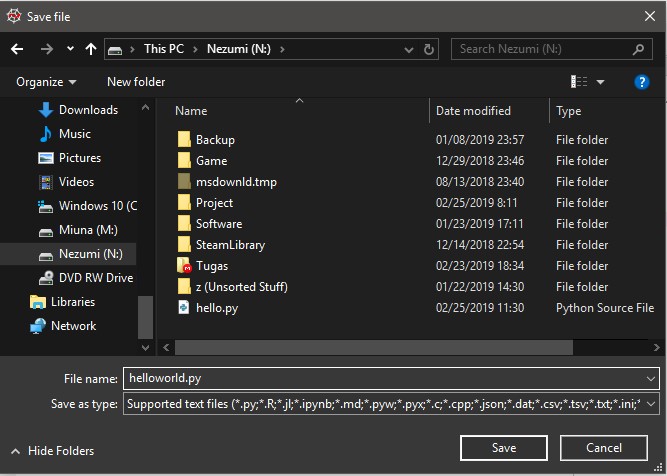 Save file
This PC > Nezumi (N:) >
Search Nezumi (N:)
Organize
New folder
?
Name
Date modified
Type
Downloads
Music
Pictures
Videos
Windows 10 (C
Miuna (M:)
Nezumi (N:)
DVD RW Drive
Libraries
Network
Backup 01/08/2019 23:57 File folder
Game 12/29/2018 23:46 File folder
msdownld.tmp 08/13/2018 23:40 File folder
Project 02/25/2019 8:11 File folder
Software 01/23/2019 17:11 File folder
SteamLibrary 12/14/2018 22:54 File folder
Tugas 02/23/2019 18:34 File folder
z (Unsorted Stuff) 01/22/2019 14:30 File folder
hello.py 02/25/2019 11:30 Python Source File
File name: helloworld.py
Save as type: Supported text files (*.py;*.R;*.jl;*.ipynb;*.md;*.pyw;*.pyx;*.c;*.cpp;*.json;*.dat;*.csv;*.tsv;*.txt;*.ini;*
Hide Folders
Save
Cancel